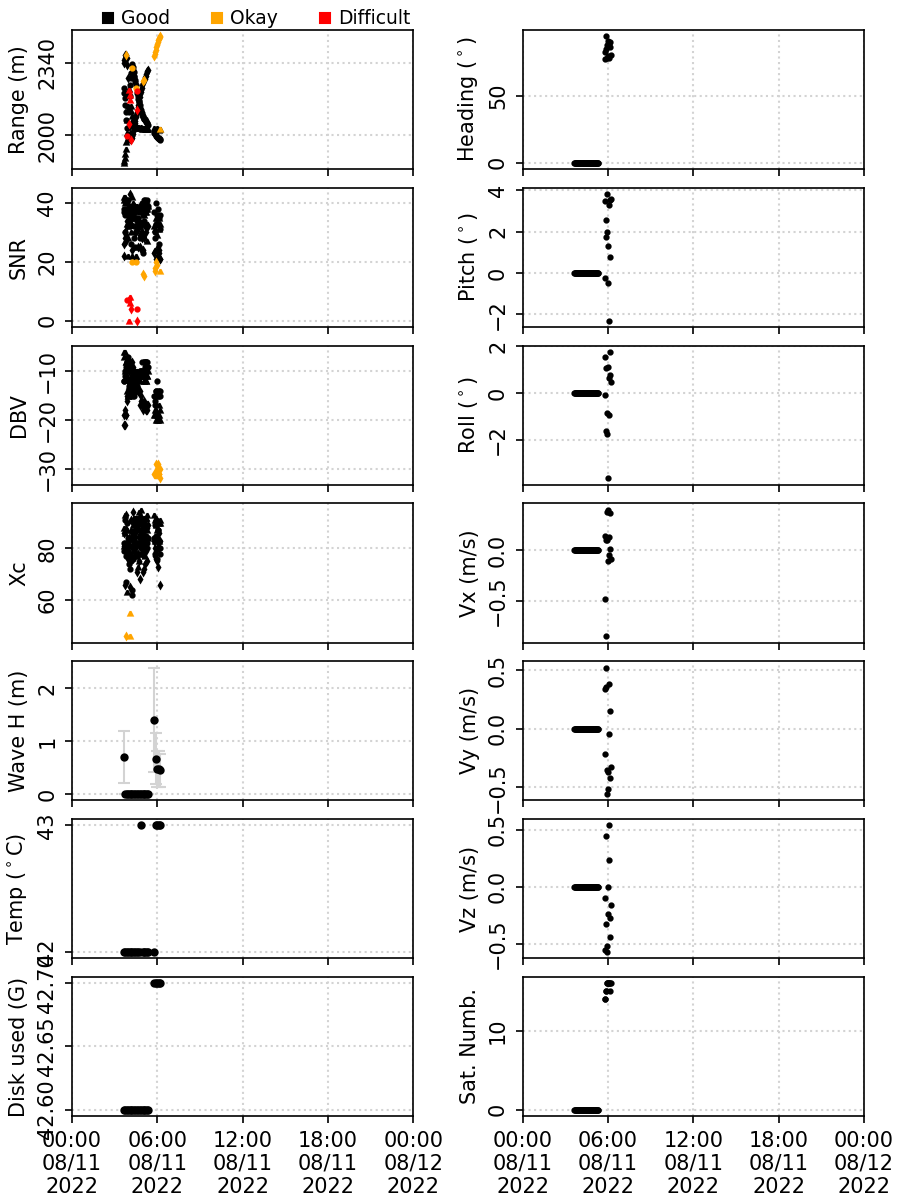 Good Okay Difficult
Range (m)
2340
2000
Heading (°)
50
0
SNR
40
20
0
Pitch (°)
4
2
0
−2
DBV
−10
−20
−30
Roll (°)
2
0
−2
Xc
80
60
Vx (m/s)
0.0
−0.5
Wave H (m)
2
1
0
Vy (m/s)
0.5
0.0
−0.5
Temp (°C)
43
42
Vz (m/s)
0.5
0.0
−0.5
Disk used (G)
42.70
42.65
42.60
Sat. Numb.
10
0
00:00 06:00 12:00 18:00 00:00
08/11 08/11 08/11 08/11 08/12
2022 2022 2022 2022 2022
00:00 06:00 12:00 18:00 00:00
08/11 08/11 08/11 08/11 08/12
2022 2022 2022 2022 2022